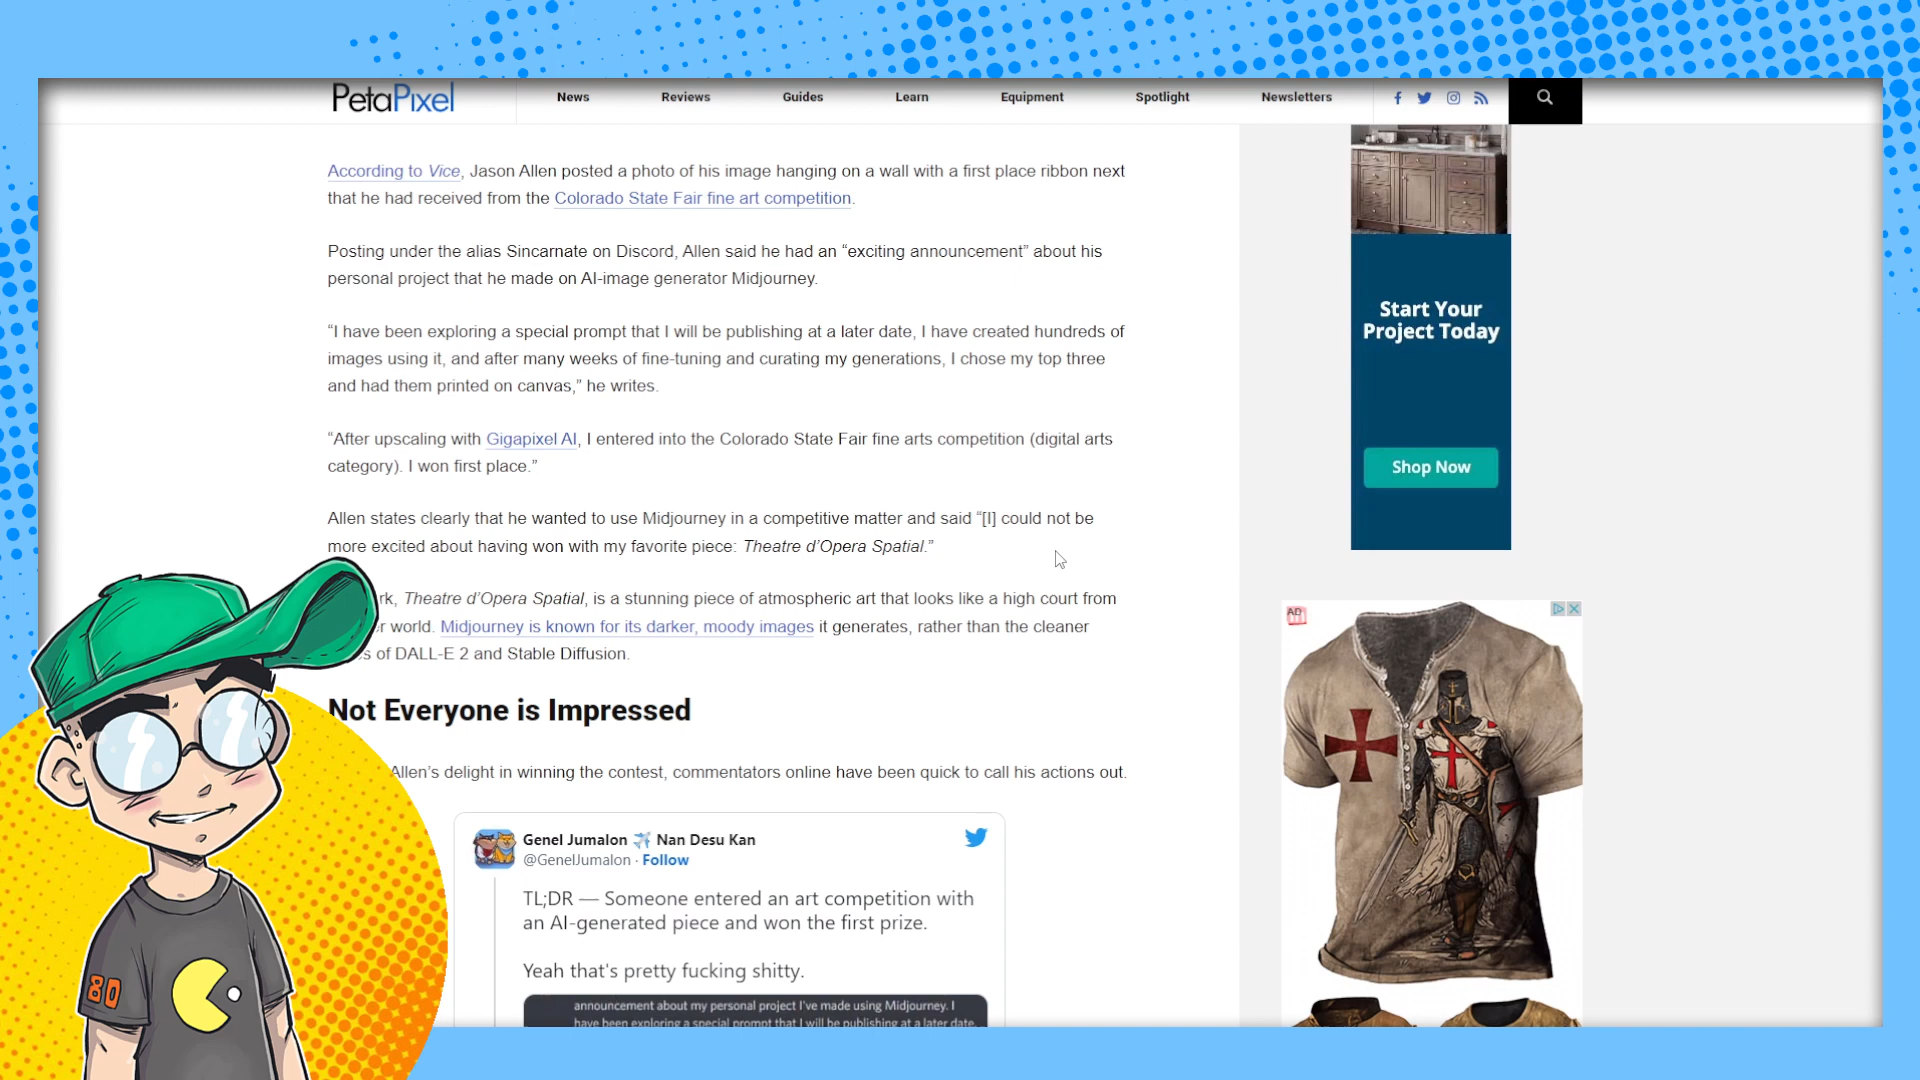 PetaPixel
News Reviews Guides Learn Equipment Spotlight Newsletters
According to Vice, Jason Allen posted a photo of his image hanging on a wall with a first place ribbon next
that he had received from the Colorado State Fair fine art competition.
Posting under the alias Sincarnate on Discord, Allen said he had an “exciting announcement” about his
personal project that he made on AI-image generator Midjourney.
“I have been exploring a special prompt that I will be publishing at a later date, I have created hundreds of
images using it, and after many weeks of fine-tuning and curating my generations, I chose my top three
and had them printed on canvas,” he writes.
“After upscaling with Gigapixel AI, I entered into the Colorado State Fair fine arts competition (digital arts
category). I won first place.”
Allen states clearly that he wanted to use Midjourney in a competitive matter and said “[I] could not be
more excited about having won with my favorite piece: Theatre d’Opera Spatial.”
rk, Theatre d’Opera Spatial, is a stunning piece of atmospheric art that looks like a high court from
r world. Midjourney is known for its darker, moody images it generates, rather than the cleaner
s of DALL-E 2 and Stable Diffusion.
Not Everyone is Impressed
Allen’s delight in winning the contest, commentators online have been quick to call his actions out.
Genel Jumalon ✈️ Nan Desu Kan
@GenelJumalon · Follow
TL;DR — Someone entered an art competition with
an AI-generated piece and won the first prize.
Yeah that's pretty fucking shitty.
announcement about my personal project I've made using Midjourney. I
have been exploring a special prompt that I will be publishing at a later date,
Start Your
Project Today
Shop Now
AD
80